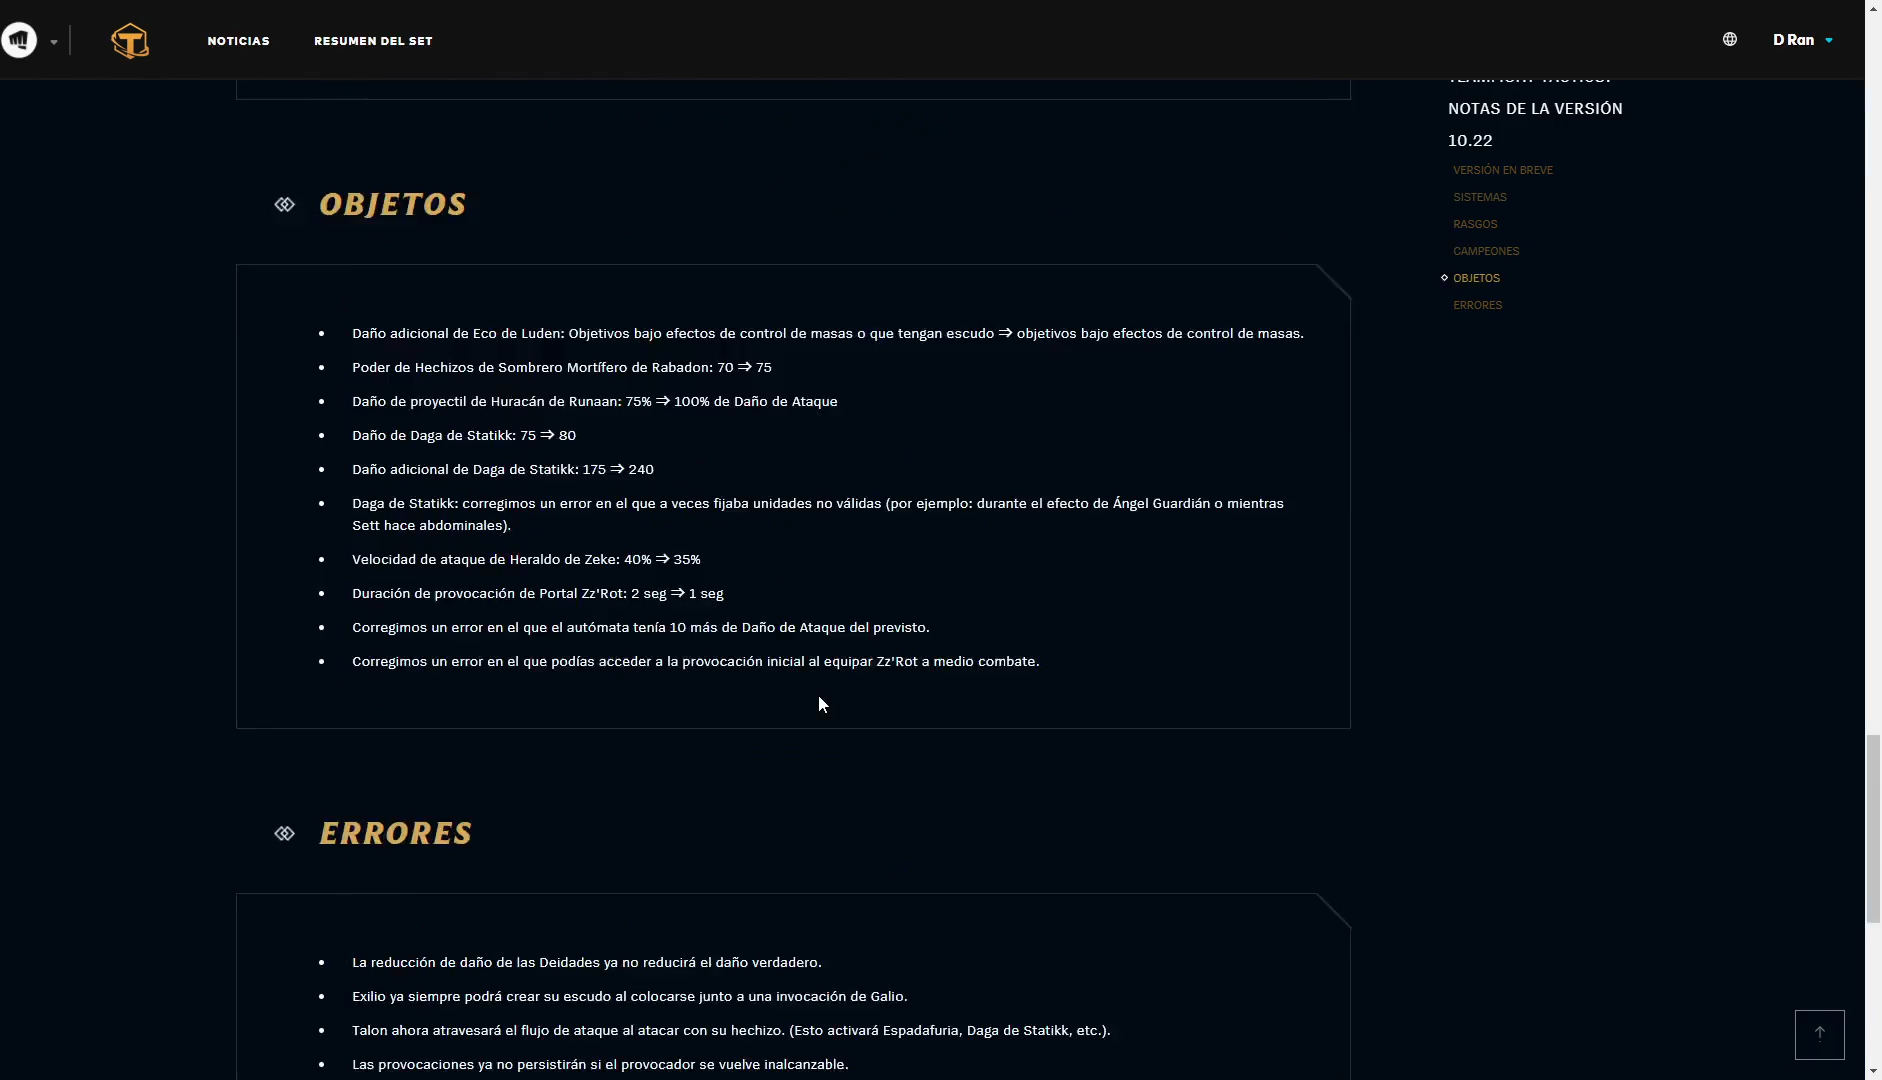 NOTICIAS
RESUMEN DEL SET
D Ran
NOTAS DE LA VERSIÓN
10.22
VERSIÓN EN BREVE
SISTEMAS
RASGOS
CAMPEONES
OBJETOS
ERRORES
OBJETOS
Daño adicional de Eco de Luden: Objetivos bajo efectos de control de masas o que tengan escudo ⇒ objetivos bajo efectos de control de masas.
Poder de Hechizos de Sombrero Mortífero de Rabadon: 70 ⇒ 75
Daño de proyectil de Huracán de Runaan: 75% ⇒ 100% de Daño de Ataque
Daño de Daga de Statikk: 75 ⇒ 80
Daño adicional de Daga de Statikk: 175 ⇒ 240
Daga de Statikk: corregimos un error en el que a veces fijaba unidades no válidas (por ejemplo: durante el efecto de Ángel Guardián o mientras
Sett hace abdominales).
Velocidad de ataque de Heraldo de Zeke: 40% ⇒ 35%
Duración de provocación de Portal Zz'Rot: 2 seg ⇒ 1 seg
Corregimos un error en el que el autómata tenía 10 más de Daño de Ataque del previsto.
Corregimos un error en el que podías acceder a la provocación inicial al equipar Zz'Rot a medio combate.
ERRORES
La reducción de daño de las Deidades ya no reducirá el daño verdadero.
Exilio ya siempre podrá crear su escudo al colocarse junto a una invocación de Galio.
Talon ahora atravesará el flujo de ataque al atacar con su hechizo. (Esto activará Espadafuria, Daga de Statikk, etc.).
Las provocaciones ya no persistirán si el provocador se vuelve inalcanzable.